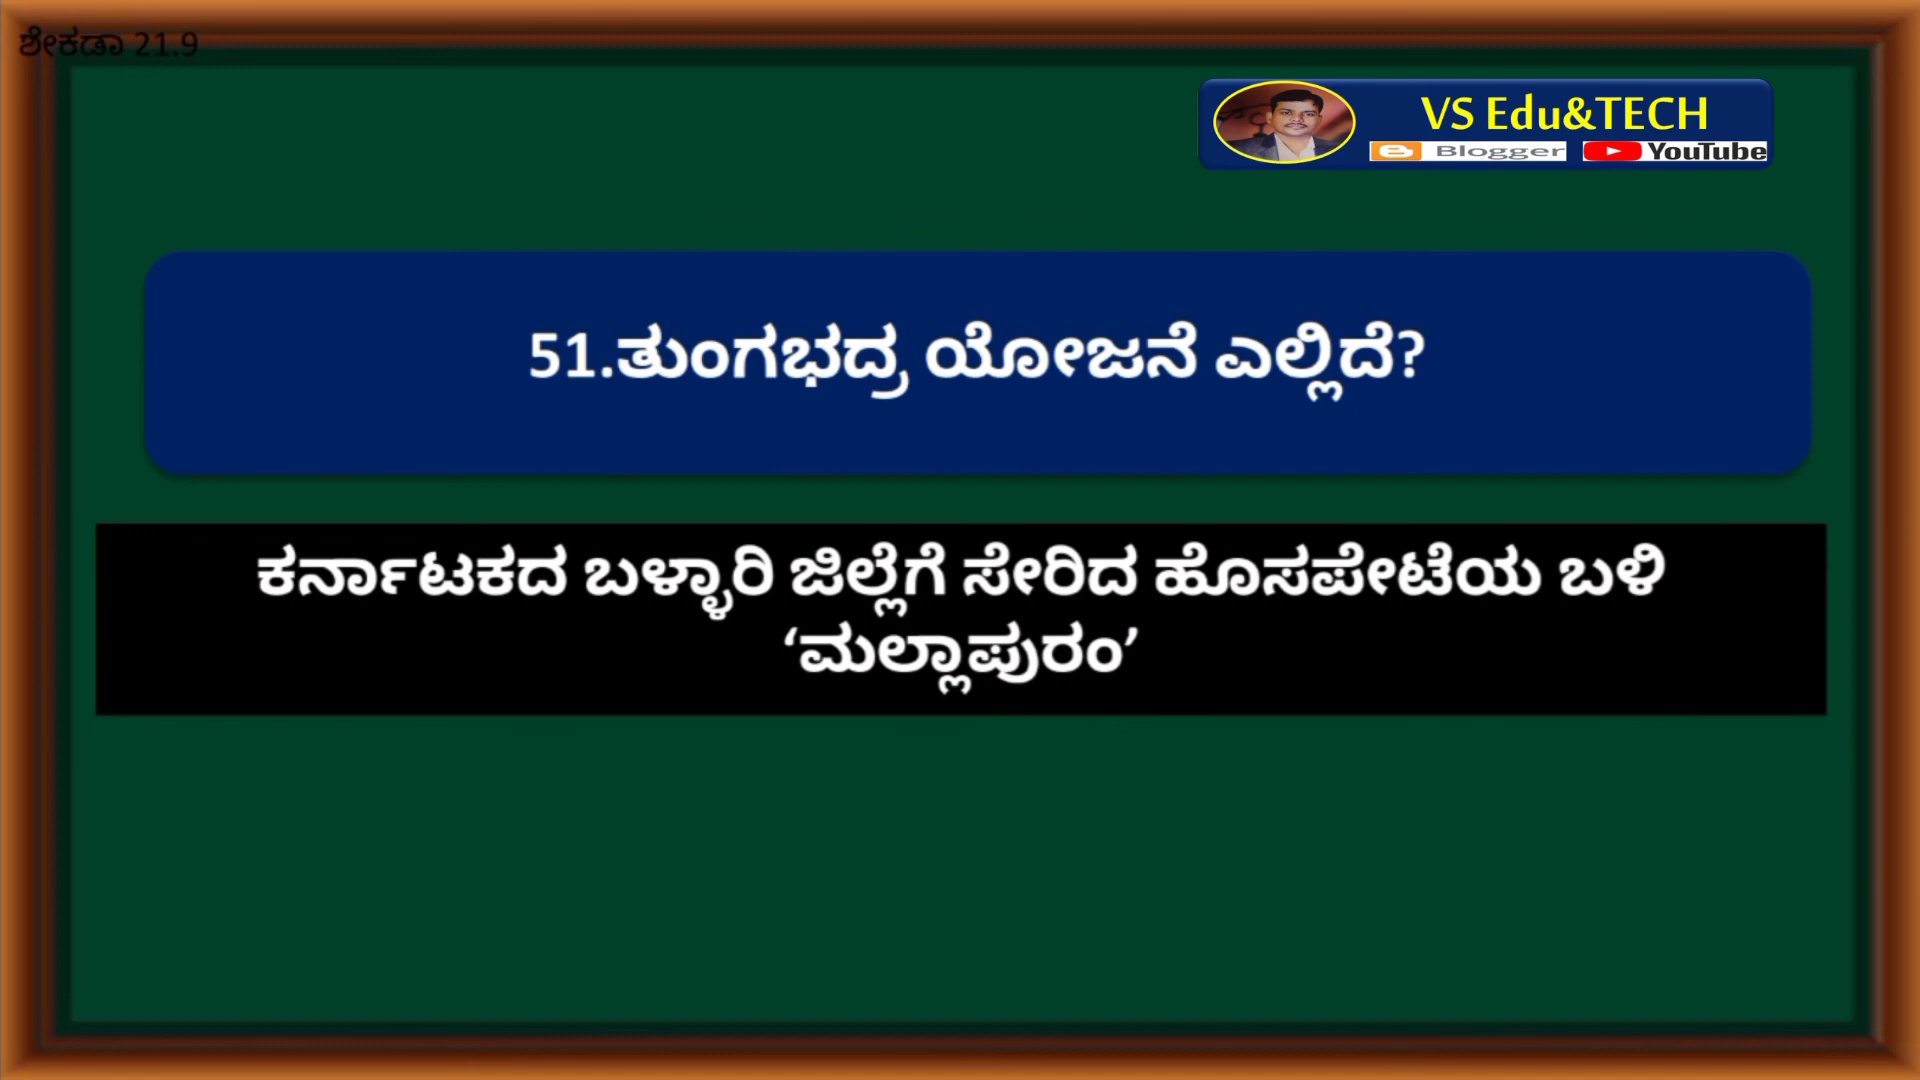 ಶೇಕಡಾ 21.9
VS Edu&TECH
Blogger YouTube
51.ತುಂಗಭದ್ರ ಯೋಜನೆ ಎಲ್ಲಿದೆ?
ಕರ್ನಾಟಕದ ಬಳ್ಳಾರಿ ಜಿಲ್ಲೆಗೆ ಸೇರಿದ ಹೊಸಪೇಟೆಯ ಬಳಿ
‘ಮಲ್ಲಾಪುರಂ’